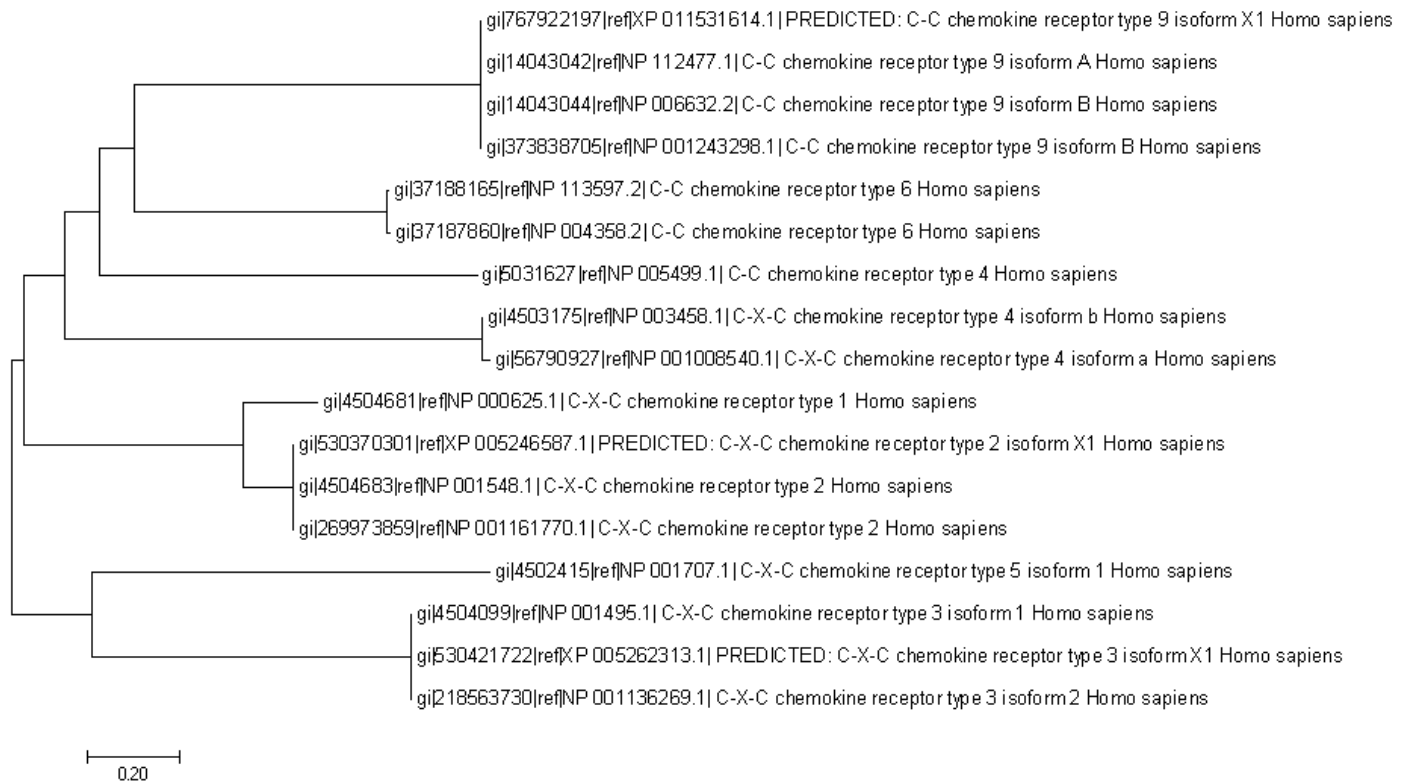 gi|767922197|ref|XP 011531614.1| PREDICTED: C-C chemokine receptor type 9 isoform X1 Homo sapiens
gi|14043042|ref|NP 112477.1| C-C chemokine receptor type 9 isoform A Homo sapiens
gi|14043044|ref|NP 006632.2| C-C chemokine receptor type 9 isoform B Homo sapiens
gi|373838705|ref|NP 001243298.1| C-C chemokine receptor type 9 isoform B Homo sapiens
gi|37188165|ref|NP 113597.2| C-C chemokine receptor type 6 Homo sapiens
gi|37187860|ref|NP 004358.2| C-C chemokine receptor type 6 Homo sapiens
gi|5031627|ref|NP 005499.1| C-C chemokine receptor type 4 Homo sapiens
gi|4503175|ref|NP 003458.1| C-X-C chemokine receptor type 4 isoform b Homo sapiens
gi|56790927|ref|NP 001008540.1| C-X-C chemokine receptor type 4 isoform a Homo sapiens
gi|4504681|ref|NP 000625.1| C-X-C chemokine receptor type 1 Homo sapiens
gi|530370301|ref|XP 005246587.1| PREDICTED: C-X-C chemokine receptor type 2 isoform X1 Homo sapiens
gi|4504683|ref|NP 001548.1| C-X-C chemokine receptor type 2 Homo sapiens
gi|269973859|ref|NP 001161770.1| C-X-C chemokine receptor type 2 Homo sapiens
gi|4502415|ref|NP 001707.1| C-X-C chemokine receptor type 5 isoform 1 Homo sapiens
gi|4504099|ref|NP 001495.1| C-X-C chemokine receptor type 3 isoform 1 Homo sapiens
gi|530421722|ref|XP 005262313.1| PREDICTED: C-X-C chemokine receptor type 3 isoform X1 Homo sapiens
gi|218563730|ref|NP 001136269.1| C-X-C chemokine receptor type 3 isoform 2 Homo sapiens
0.20